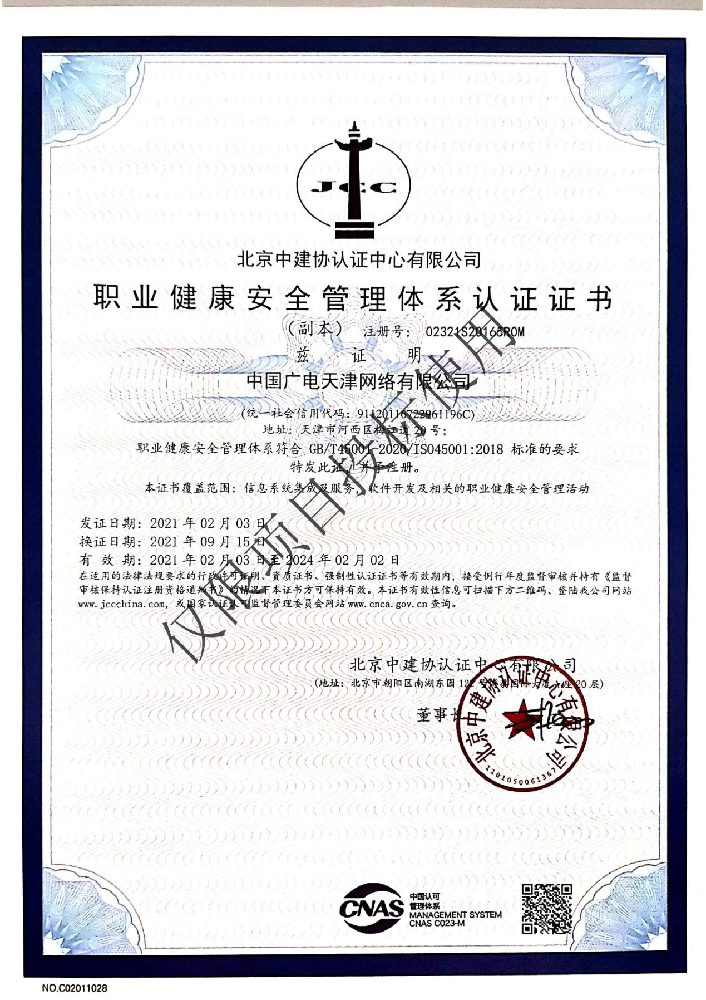 JCC
北京中建协认证中心有限公司
职业健康安全管理体系认证证书
（副本） 注册号： 02321S20165R0M
兹 证 明
中国广电天津网络有限公司
(统一社会信用代码：91120116722961196C)
地址：天津市河西区梅江道 20 号；
职业健康安全管理体系符合 GB/T45001-2020/ISO45001:2018 标准的要求
特发此证，并予注册。
本证书覆盖范围：信息系统集成及服务，软件开发及相关的职业健康安全管理活动
发证日期：2021 年 02 月 03 日
换证日期：2021 年 09 月 15 日
有 效 期：2021 年 02 月 03 日至 2024 年 02 月 02 日
在适用的法律法规要求的行政许可证明、资质证书、强制性认证证书等有效期内，接受例行年度监督审核并持有《监督
审核保持认证注册资格通知书》的情况下本证书方可保持有效。本证书有效性信息可扫描下方二维码、登陆我公司网站
www.jccchina.com，或国家认证认可监督管理委员会网站 www.cnca.gov.cn 查询。
仅限项目投标使用
北京中建协认证中心有限公司
(地址：北京市朝阳区南湖东园 122 号博泰国际大厦 A 座 20 层)
董事长
北京中建协认证中心有限公司
1101050061367
CNAS
中国认可
管理体系
MANAGEMENT SYSTEM
CNAS C023-M
NO.C02011028